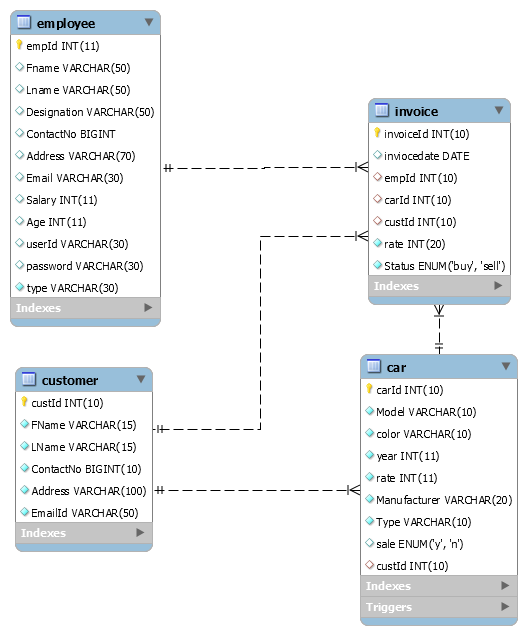 employee
empId INT(11)
Fname VARCHAR(50)
Lname VARCHAR(50)
Designation VARCHAR(50)
ContactNo BIGINT
Address VARCHAR(70)
Email VARCHAR(30)
Salary INT(11)
Age INT(11)
userId VARCHAR(30)
password VARCHAR(30)
type VARCHAR(30)
Indexes
invoice
invoiceId INT(10)
inviocedate DATE
empId INT(10)
carId INT(10)
custId INT(10)
rate INT(20)
Status ENUM('buy', 'sell')
Indexes
customer
custId INT(10)
FName VARCHAR(15)
LName VARCHAR(15)
ContactNo BIGINT(10)
Address VARCHAR(100)
EmailId VARCHAR(50)
Indexes
car
carId INT(10)
Model VARCHAR(10)
color VARCHAR(10)
year INT(11)
rate INT(11)
Manufacturer VARCHAR(20)
Type VARCHAR(10)
sale ENUM('y', 'n')
custId INT(10)
Indexes
Triggers